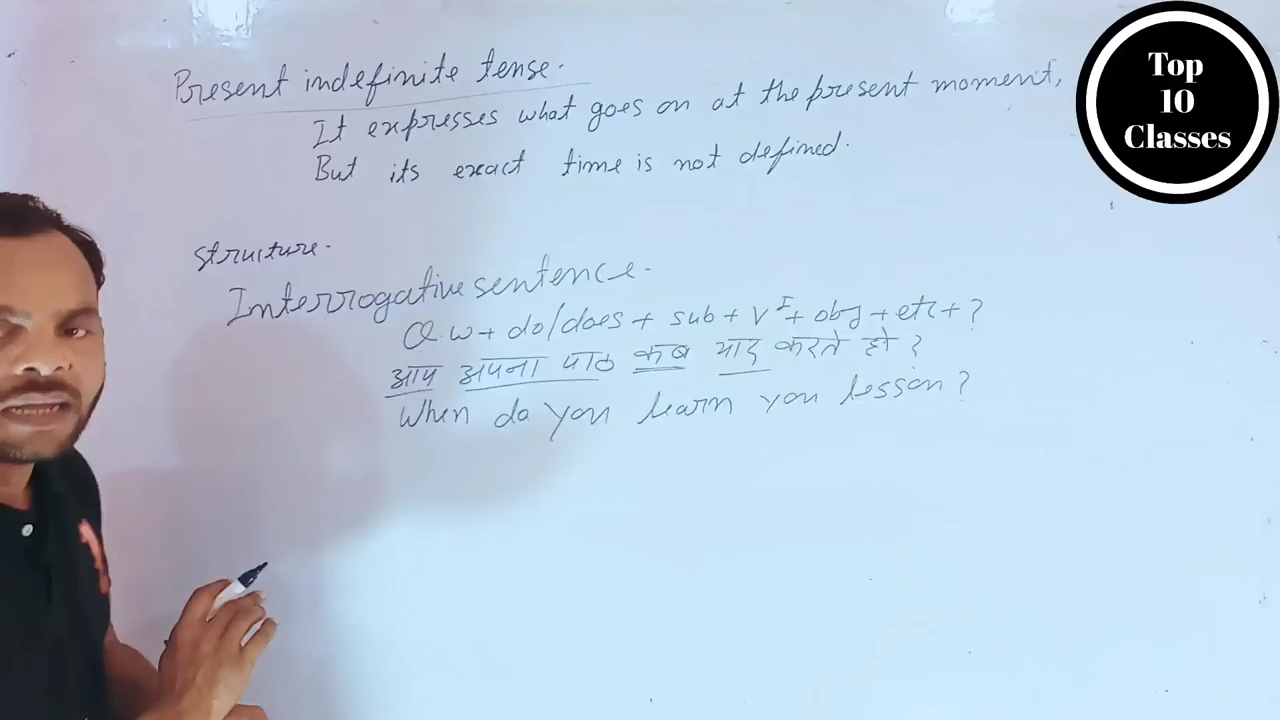 Present indefinite tense.
It expresses what goes on at the present moment,
But its exact time is not defined.
structure.
Interrogative sentence.
Q.w + do/does + sub + V^I + obj + etc + ?
आप अपना पाठ कब याद करते हो ?
When do you learn you lesson ?
Top
10
Classes